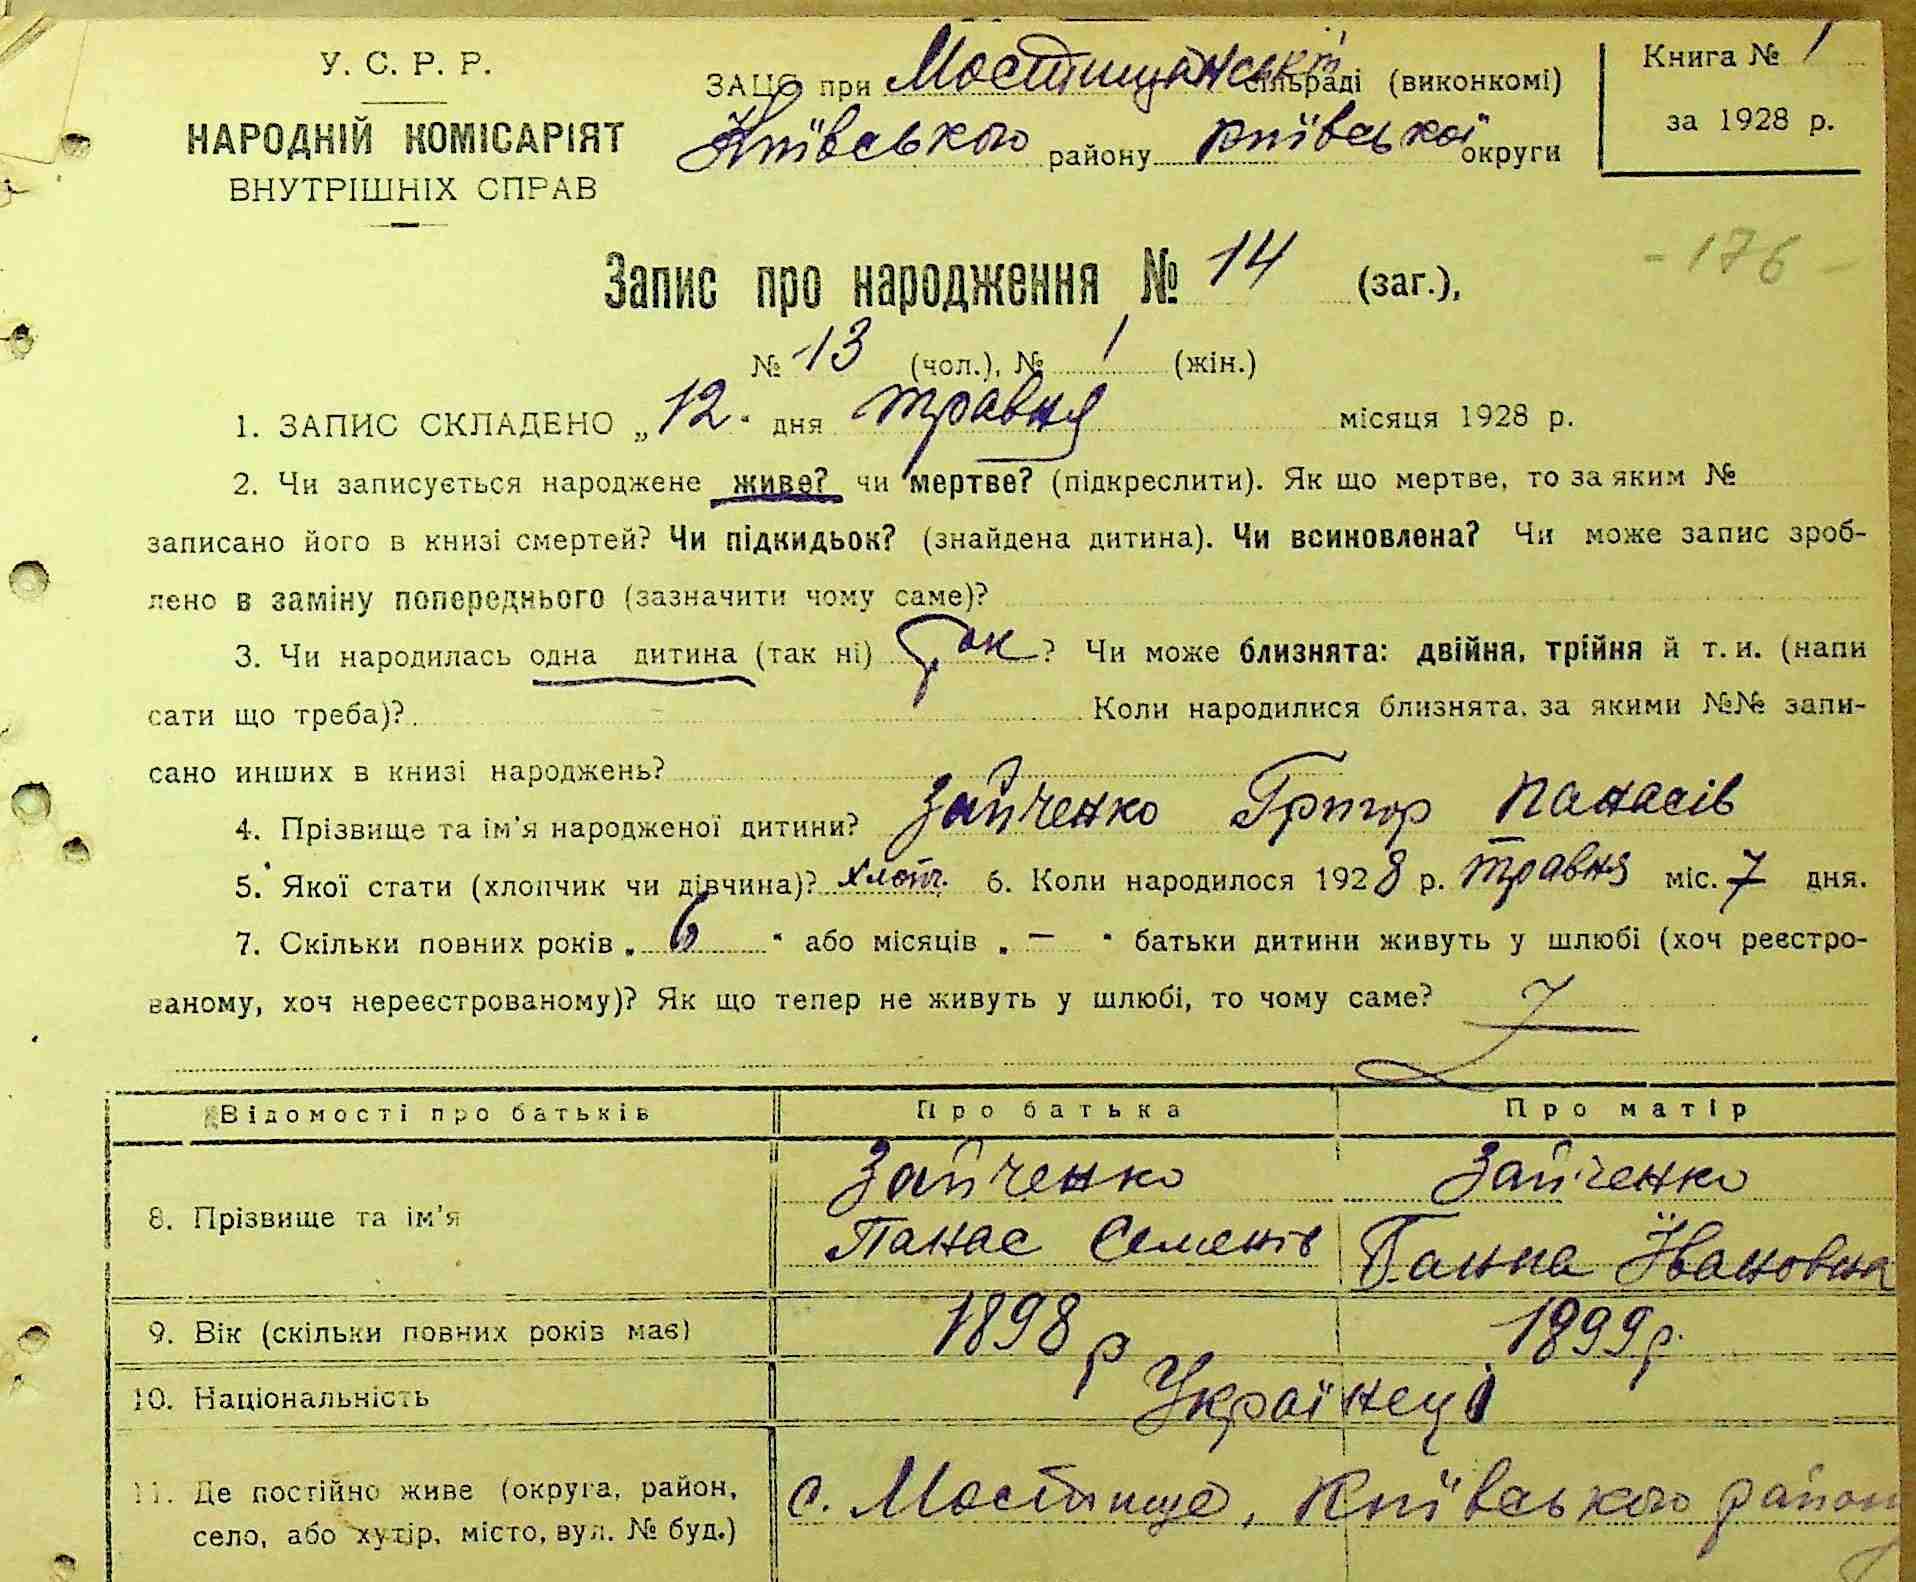 У. С. Р. Р.
НАРОДНІЙ КОМІСАРІЯТ
ВНУТРІШНІХ СПРАВ
ЗАЦС при Мостищанській сільраді (виконкомі)
Київського району Київської округи
Книга № 1
за 1928 р.
- 176 -
Запис про народження № 14 (заг.),
№ 13 (чол.), № 1 (жін.)
1. ЗАПИС СКЛАДЕНО „12" дня травня місяця 1928 р.
2. Чи записується народжене живе? чи мертве? (підкреслити). Як що мертве, то за яким №
записано його в книзі смертей? Чи підкидьок? (знайдена дитина). Чи всиновлена? Чи може запис зроб-
лено в заміну попереднього (зазначити чому саме)?
3. Чи народилась одна дитина (так ні) Так? Чи може близнята: двійня, трійня й т. и. (напи
сати що треба)? Коли народилися близнята, за якими №№ запи-
сано инших в книзі народжень?
4. Прізвище та ім'я народженої дитини? Зайченко Григор Панасів
5. Якої стати (хлопчик чи дівчина)? хлопч. 6. Коли народилося 1928 р. травня міс. 7 дня.
7. Скільки повних років „ 6 " або місяців „ — " батьки дитини живуть у шлюбі (хоч реєстро-
ваному, хоч нереєстрованому)? Як що тепер не живуть у шлюбі, то чому саме?
Відомості про батьків Про батька Про матір
8. Прізвище та ім'я Зайченко Панас Семенів Зайченко Ганна Івановна
9. Вік (скільки повних років має) 1898 р 1899 р.
10. Національність Українеці
11. Де постійно живе (округа, район, с. Мостище, Київського району
село, або хутір, місто, вул. № буд.)